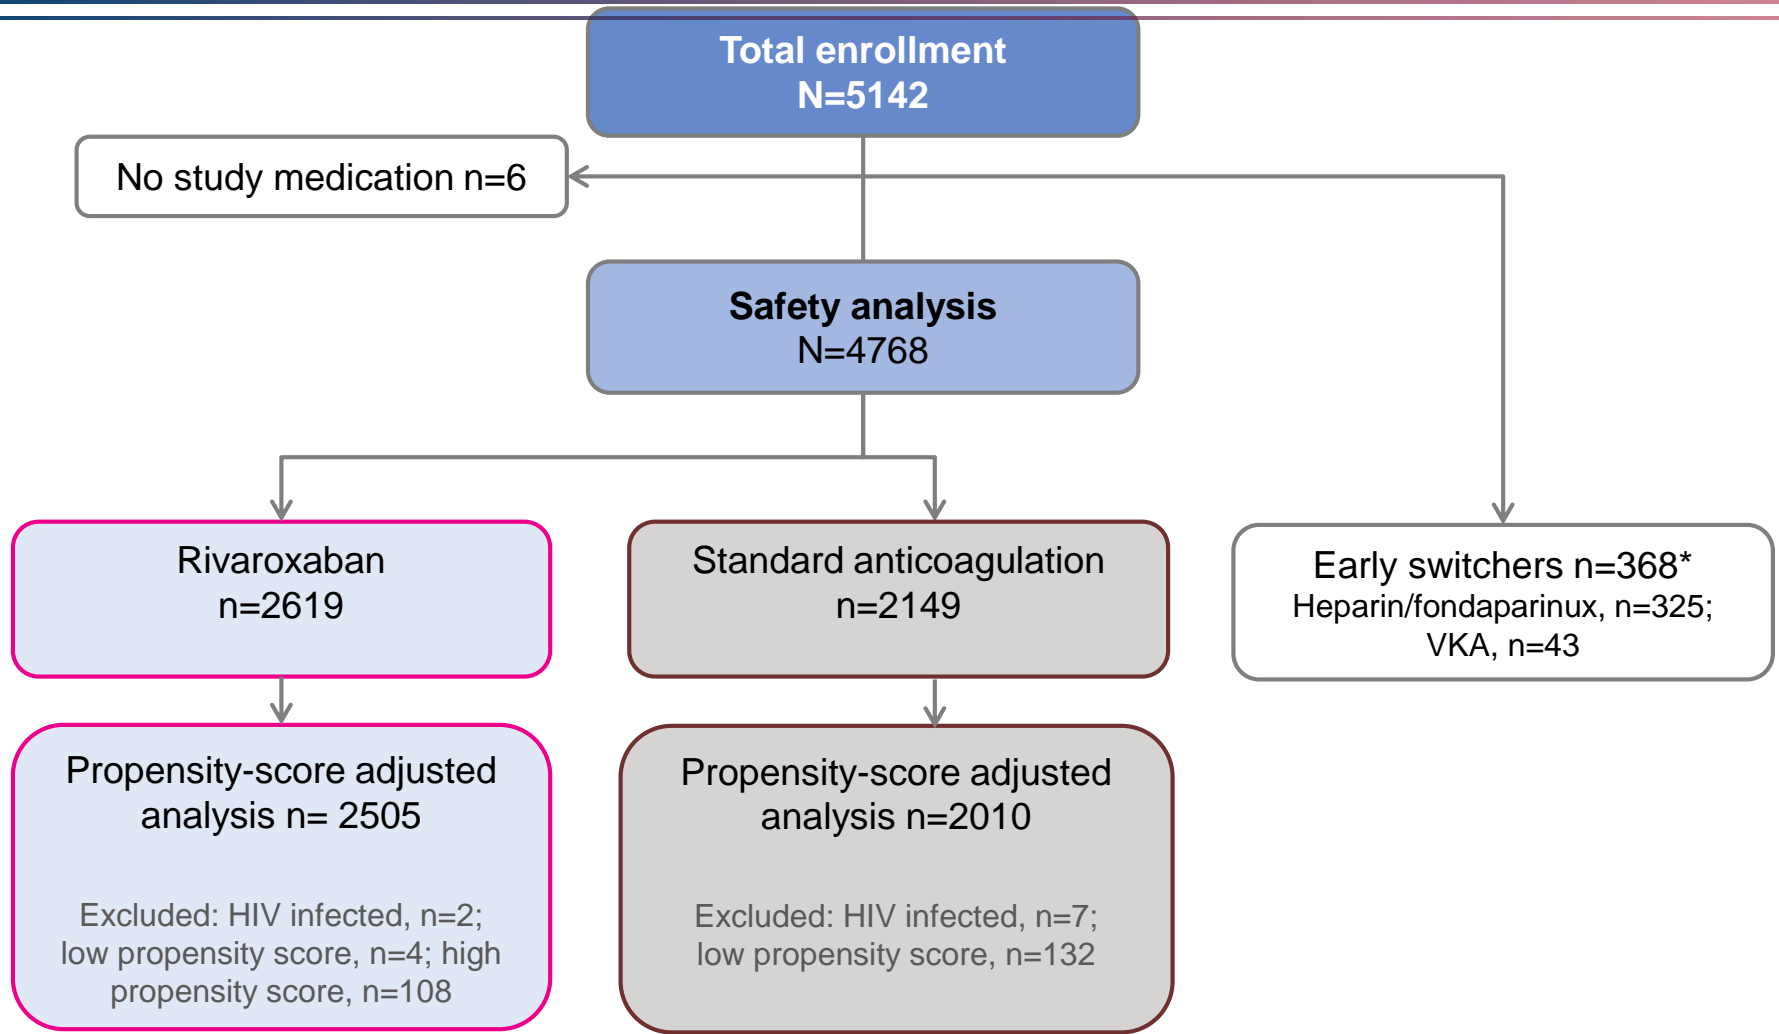 Total enrollment
N=5142
No study medication n=6
Safety analysis
N=4768
Rivaroxaban
n=2619
Standard anticoagulation
n=2149
Early switchers n=368*
Heparin/fondaparinux, n=325;
VKA, n=43
Propensity-score adjusted
analysis n= 2505
Excluded: HIV infected, n=2;
low propensity score, n=4; high
propensity score, n=108
Propensity-score adjusted
analysis n=2010
Excluded: HIV infected, n=7;
low propensity score, n=132